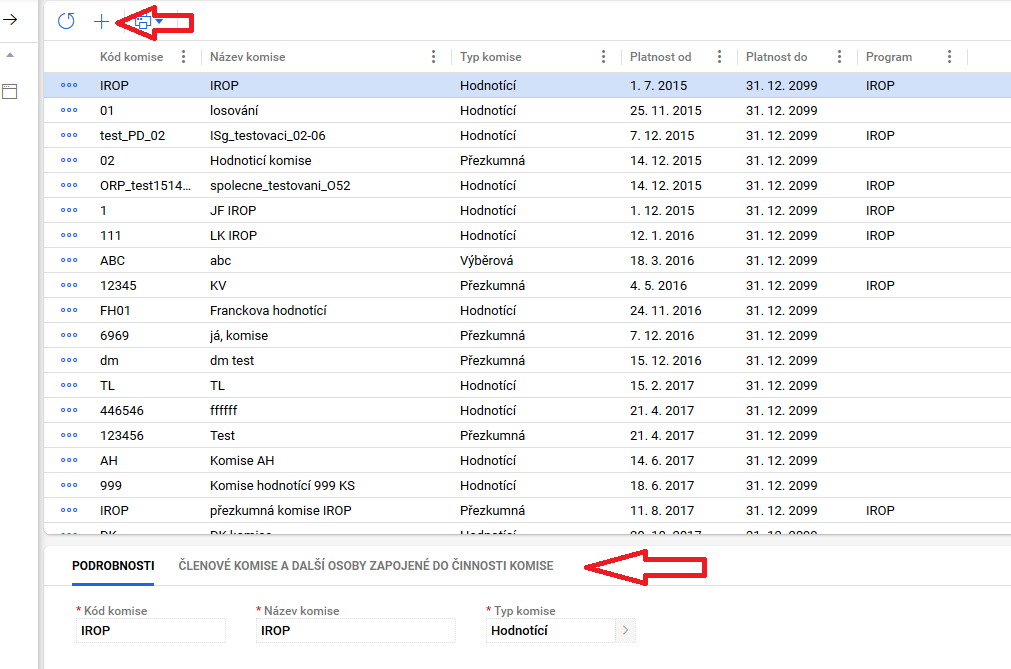 Kód komise Název komise Typ komise Platnost od Platnost do Program
IROP IROP Hodnotící 1. 7. 2015 31. 12. 2099 IROP
01 losování Hodnotící 25. 11. 2015 31. 12. 2099
test_PD_02 ISg_testovaci_02-06 Hodnotící 7. 12. 2015 31. 12. 2099 IROP
02 Hodnoticí komise Přezkumná 14. 12. 2015 31. 12. 2099
ORP_test1514... spolecne_testovani_O52 Hodnotící 14. 12. 2015 31. 12. 2099 IROP
1 JF IROP Hodnotící 1. 12. 2015 31. 12. 2099 IROP
111 LK IROP Hodnotící 12. 1. 2016 31. 12. 2099 IROP
ABC abc Výběrová 18. 3. 2016 31. 12. 2099
12345 KV Přezkumná 4. 5. 2016 31. 12. 2099 IROP
FH01 Franckova hodnotící Hodnotící 24. 11. 2016 31. 12. 2099
6969 já, komise Přezkumná 7. 12. 2016 31. 12. 2099
dm dm test Přezkumná 15. 12. 2016 31. 12. 2099
TL TL Hodnotící 15. 2. 2017 31. 12. 2099
446546 ffffff Hodnotící 21. 4. 2017 31. 12. 2099
123456 Test Přezkumná 21. 4. 2017 31. 12. 2099
AH Komise AH Hodnotící 14. 6. 2017 31. 12. 2099
999 Komise hodnotící 999 KS Hodnotící 18. 6. 2017 31. 12. 2099
IROP přezkumná komise IROP Přezkumná 11. 8. 2017 31. 12. 2099 IROP
PODROBNOSTI ČLENOVÉ KOMISE A DALŠÍ OSOBY ZAPOJENÉ DO ČINNOSTI KOMISE
* Kód komise * Název komise * Typ komise
IROP IROP Hodnotící